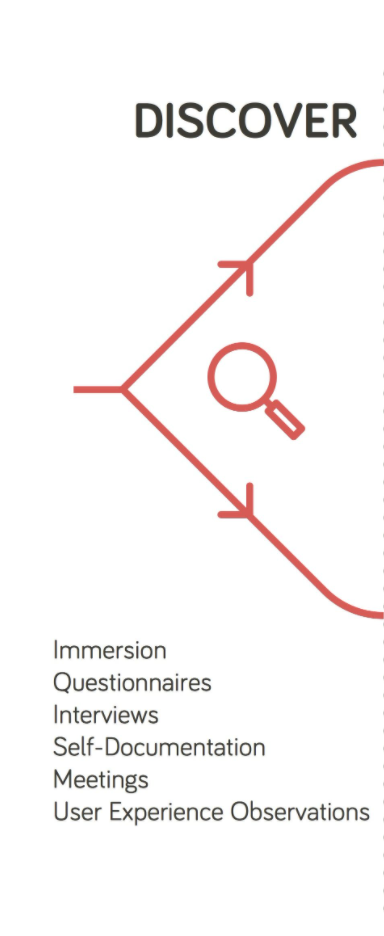 DISCOVER
Immersion
Questionnaires
Interviews
Self-Documentation
Meetings
User Experience Observations